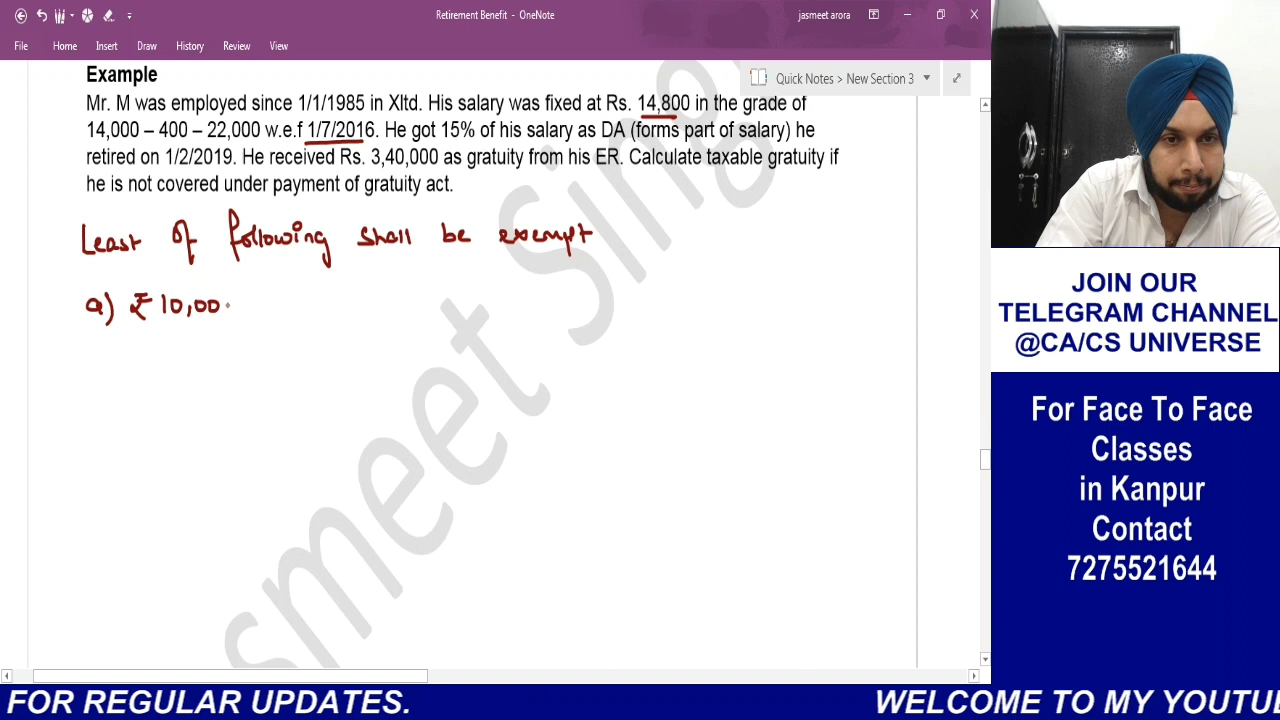 Retirement Benefit - OneNote
jasmeet arora
File Home Insert Draw History Review View
Quick Notes > New Section 3
Example
Mr. M was employed since 1/1/1985 in Xltd. His salary was fixed at Rs. 14,800 in the grade of
14,000 – 400 – 22,000 w.e.f 1/7/2016. He got 15% of his salary as DA (forms part of salary) he
retired on 1/2/2019. He received Rs. 3,40,000 as gratuity from his ER. Calculate taxable gratuity if
he is not covered under payment of gratuity act.
Least of following shall be exempt
a) ₹ 10,00
smeet Sing
JOIN OUR
TELEGRAM CHANNEL
@CA/CS UNIVERSE
For Face To Face
Classes
in Kanpur
Contact
7275521644
FOR REGULAR UPDATES. WELCOME TO MY YOUTU